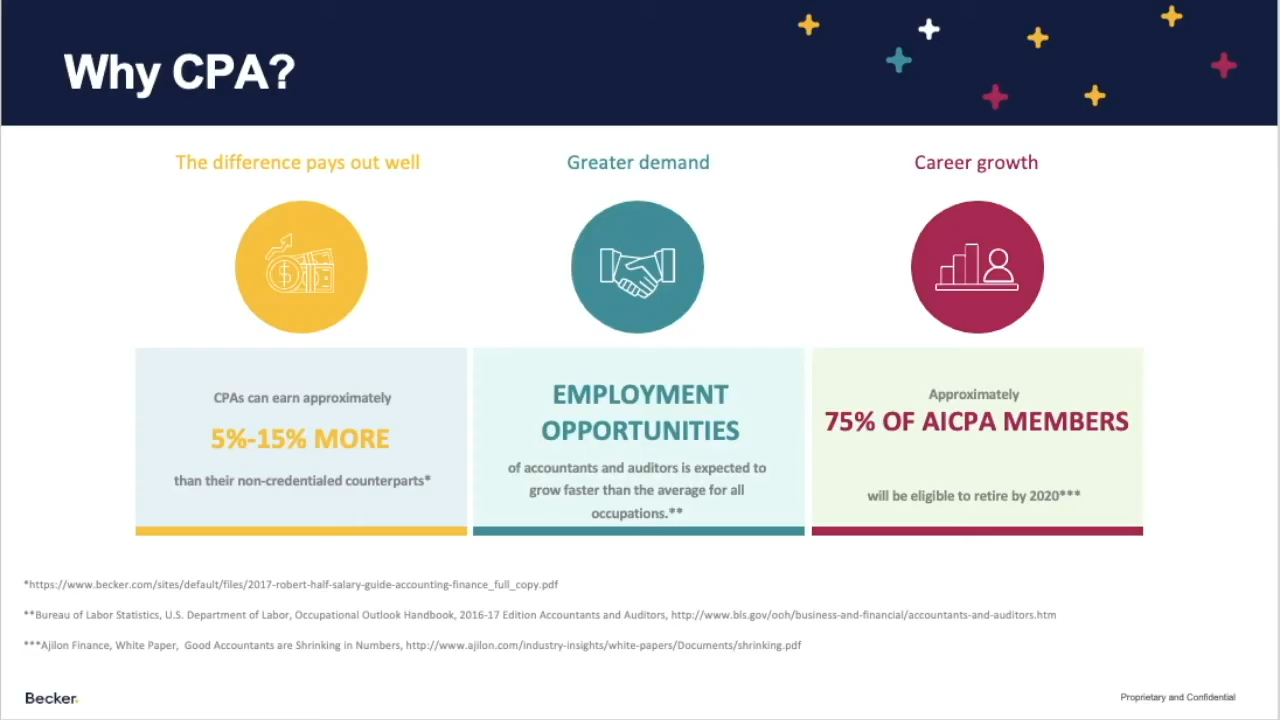 Why CPA?
The difference pays out well
Greater demand
Career growth
CPAs can earn approximately
5%-15% MORE
than their non-credentialed counterparts*
EMPLOYMENT
OPPORTUNITIES
of accountants and auditors is expected to
grow faster than the average for all
occupations.**
Approximately
75% OF AICPA MEMBERS
will be eligible to retire by 2020***
*https://www.becker.com/sites/default/files/2017-robert-half-salary-guide-accounting-finance_full_copy.pdf
**Bureau of Labor Statistics, U.S. Department of Labor, Occupational Outlook Handbook, 2016-17 Edition Accountants and Auditors, http://www.bls.gov/ooh/business-and-financial/accountants-and-auditors.htm
***Ajilon Finance, White Paper, Good Accountants are Shrinking in Numbers, http://www.ajilon.com/industry-insights/white-papers/Documents/shrinking.pdf
Becker.
Proprietary and Confidential